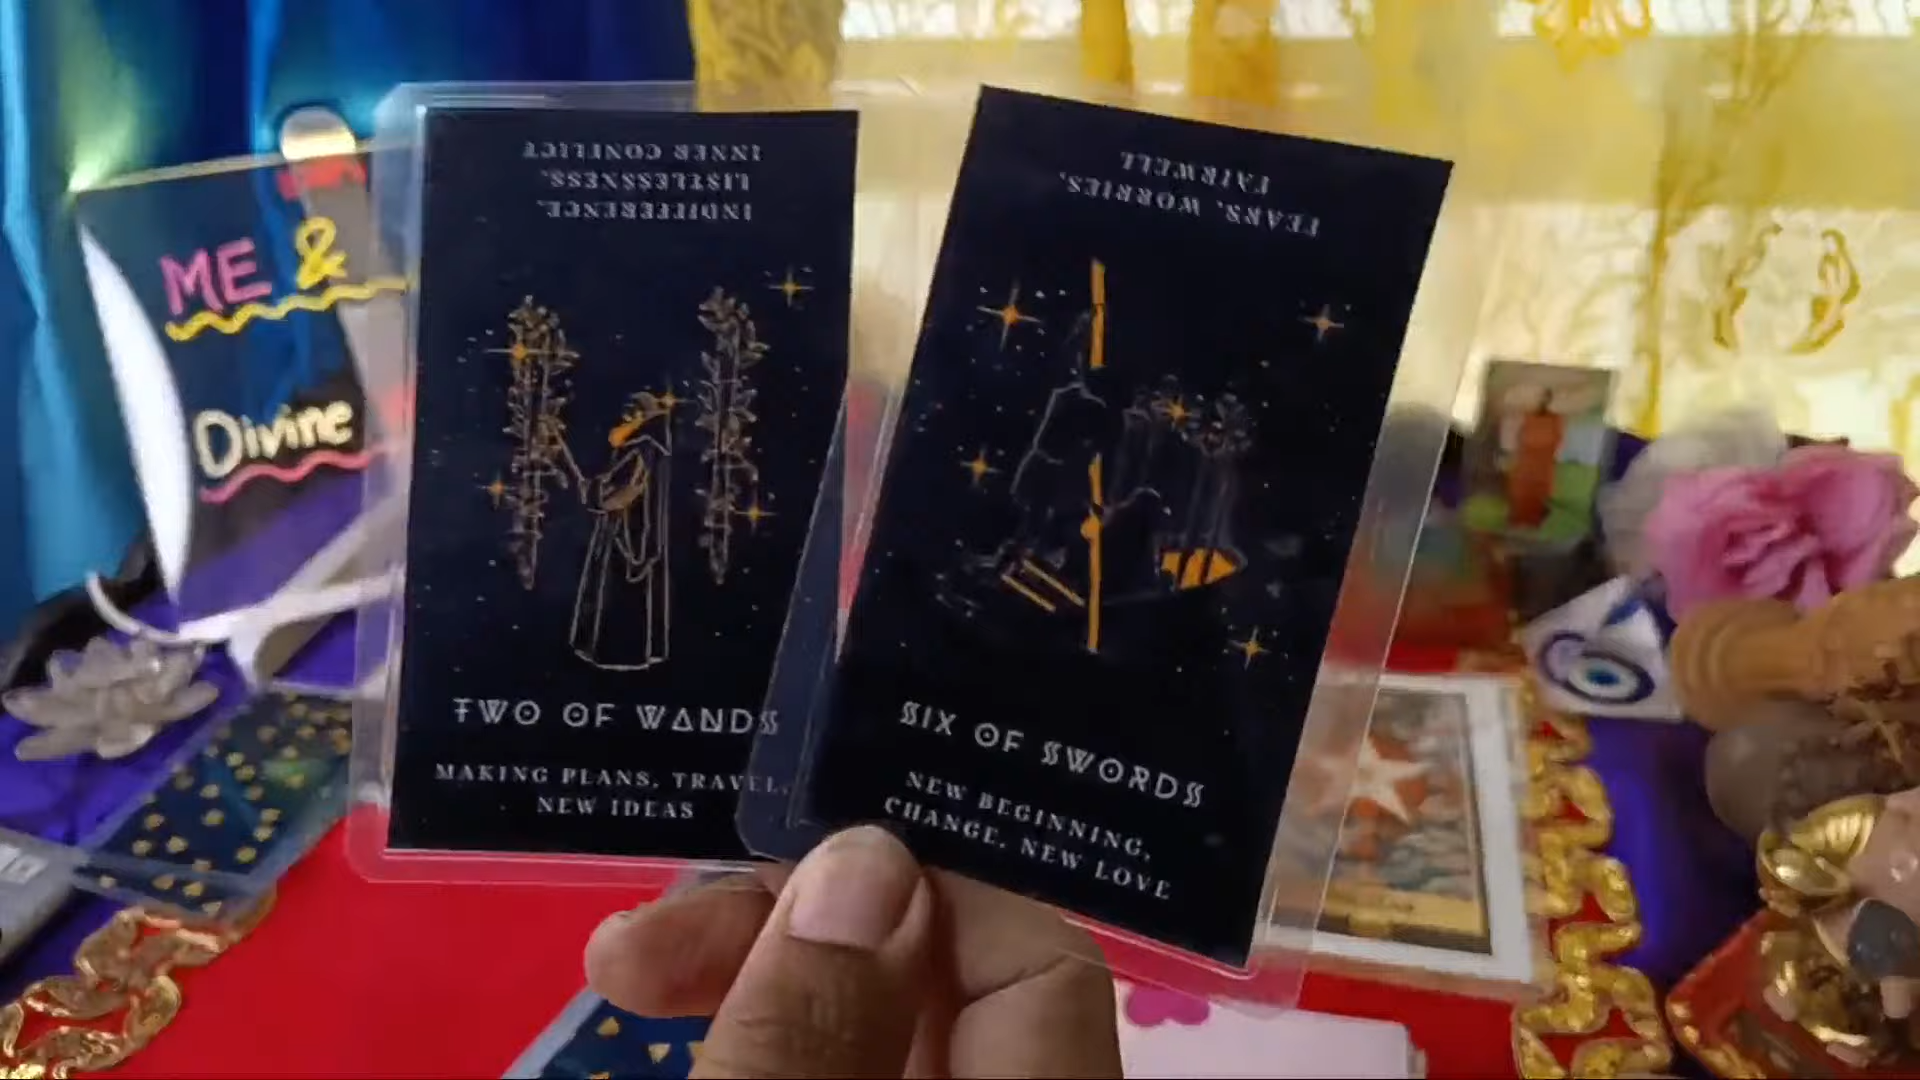 ME &
Divine
INNER CONFLICT
LISTLESSNESS,
INDIFFERENCE,
TWO OF WANDS
MAKING PLANS, TRAVEL,
NEW IDEAS
FAIRWELL
FEARS, WORRIES,
SIX OF SWORDS
NEW BEGINNING,
CHANGE, NEW LOVE